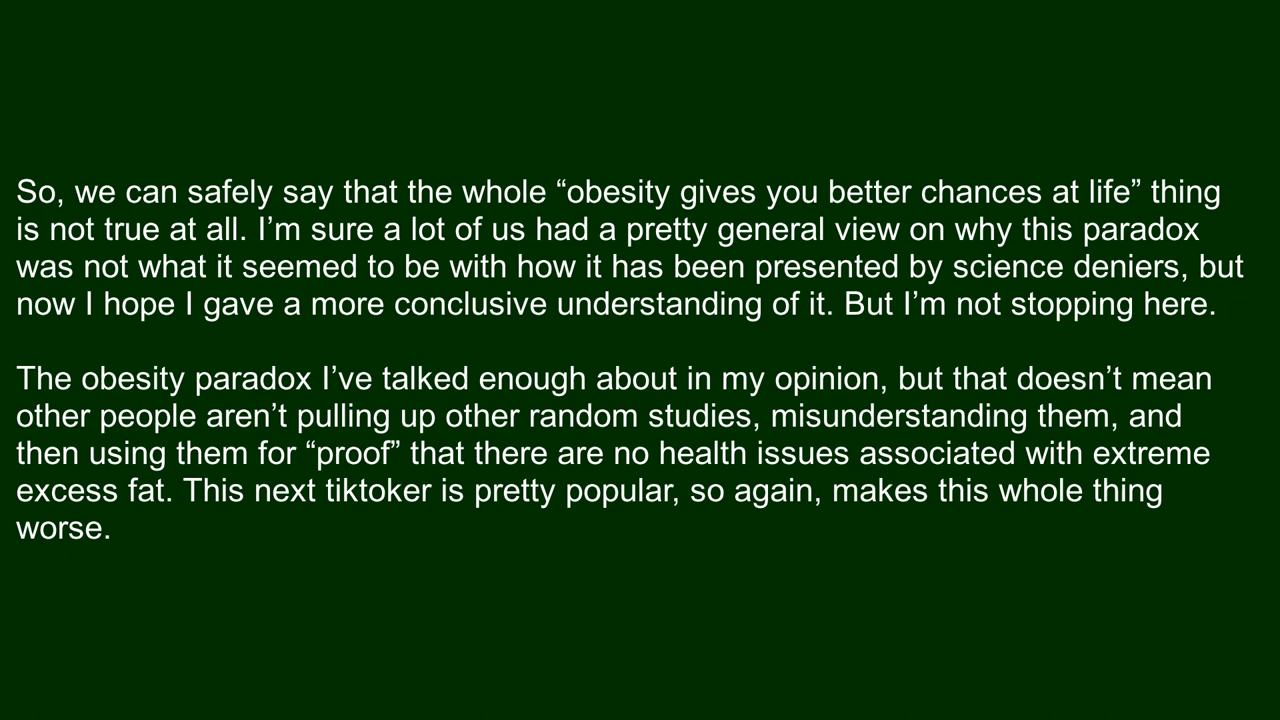 So, we can safely say that the whole “obesity gives you better chances at life” thing
is not true at all. I’m sure a lot of us had a pretty general view on why this paradox
was not what it seemed to be with how it has been presented by science deniers, but
now I hope I gave a more conclusive understanding of it. But I’m not stopping here.
The obesity paradox I’ve talked enough about in my opinion, but that doesn’t mean
other people aren’t pulling up other random studies, misunderstanding them, and
then using them for “proof” that there are no health issues associated with extreme
excess fat. This next tiktoker is pretty popular, so again, makes this whole thing
worse.